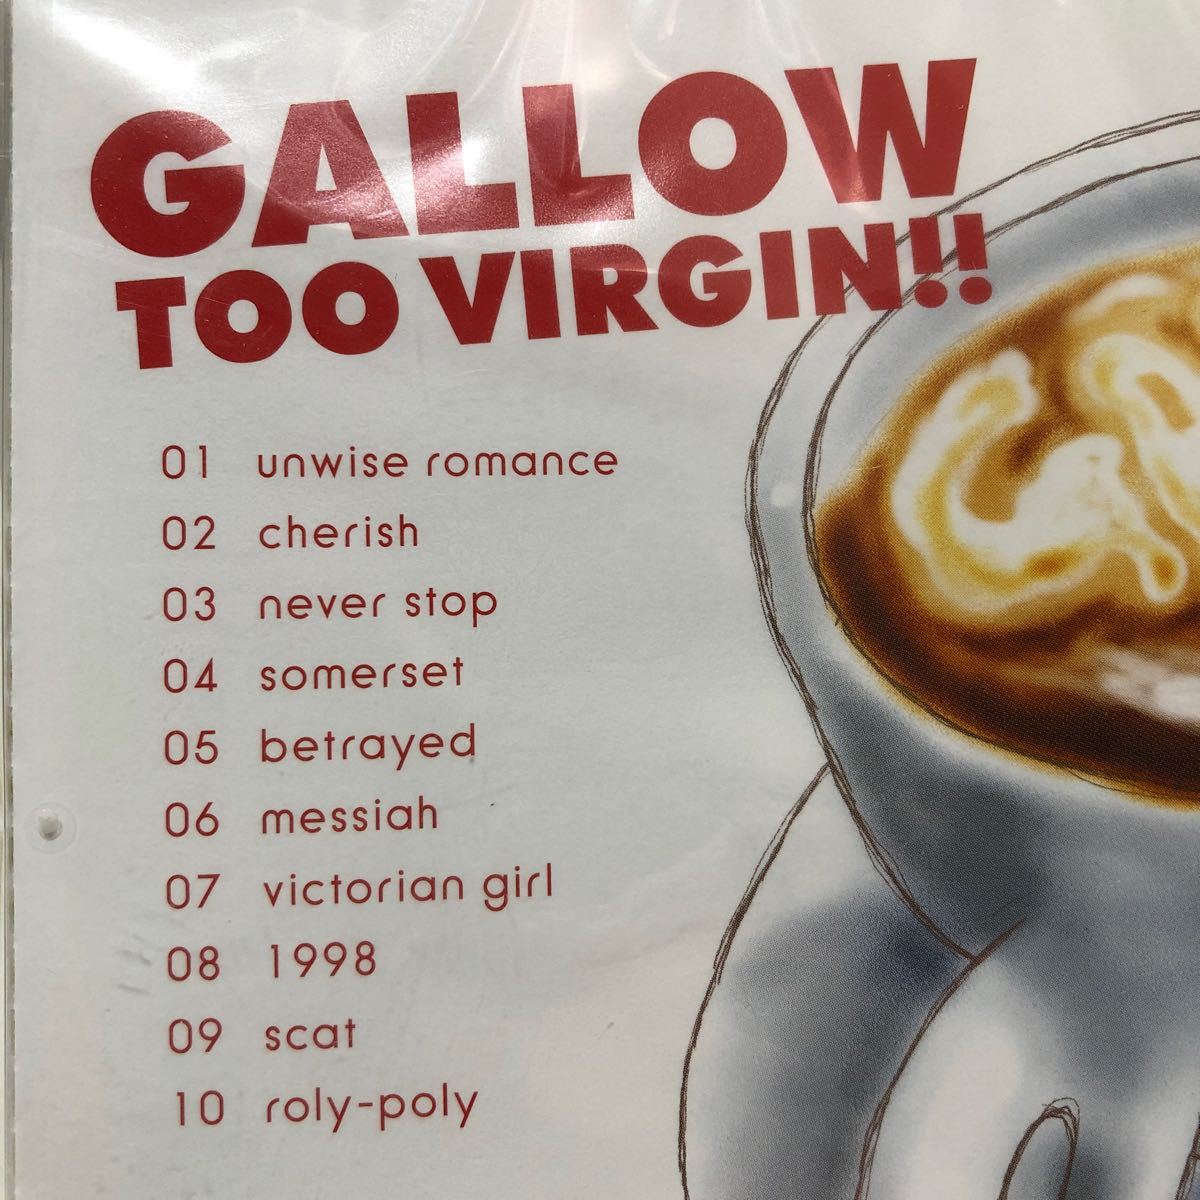 GALLOW
TOO VIRGIN!!
01 unwise romance
02 cherish
03 never stop
04 somerset
05 betrayed
06 messiah
07 victorian girl
08 1998
09 scat
10 roly-poly